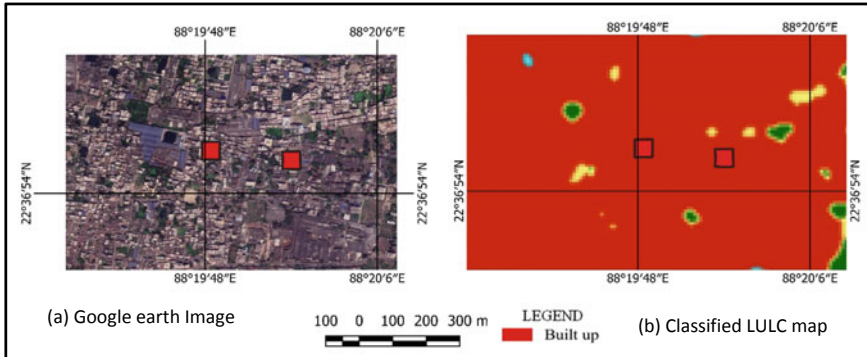 88°19'48"E 88°20'6"E
88°19'48"E 88°20'6"E
22°36'54"N 22°36'54"N
22°36'54"N 22°36'54"N
88°19'48"E 88°20'6"E
88°19'48"E 88°20'6"E
(a) Google earth Image
100 0 100 200 300 m
LEGEND
Built up
(b) Classified LULC map